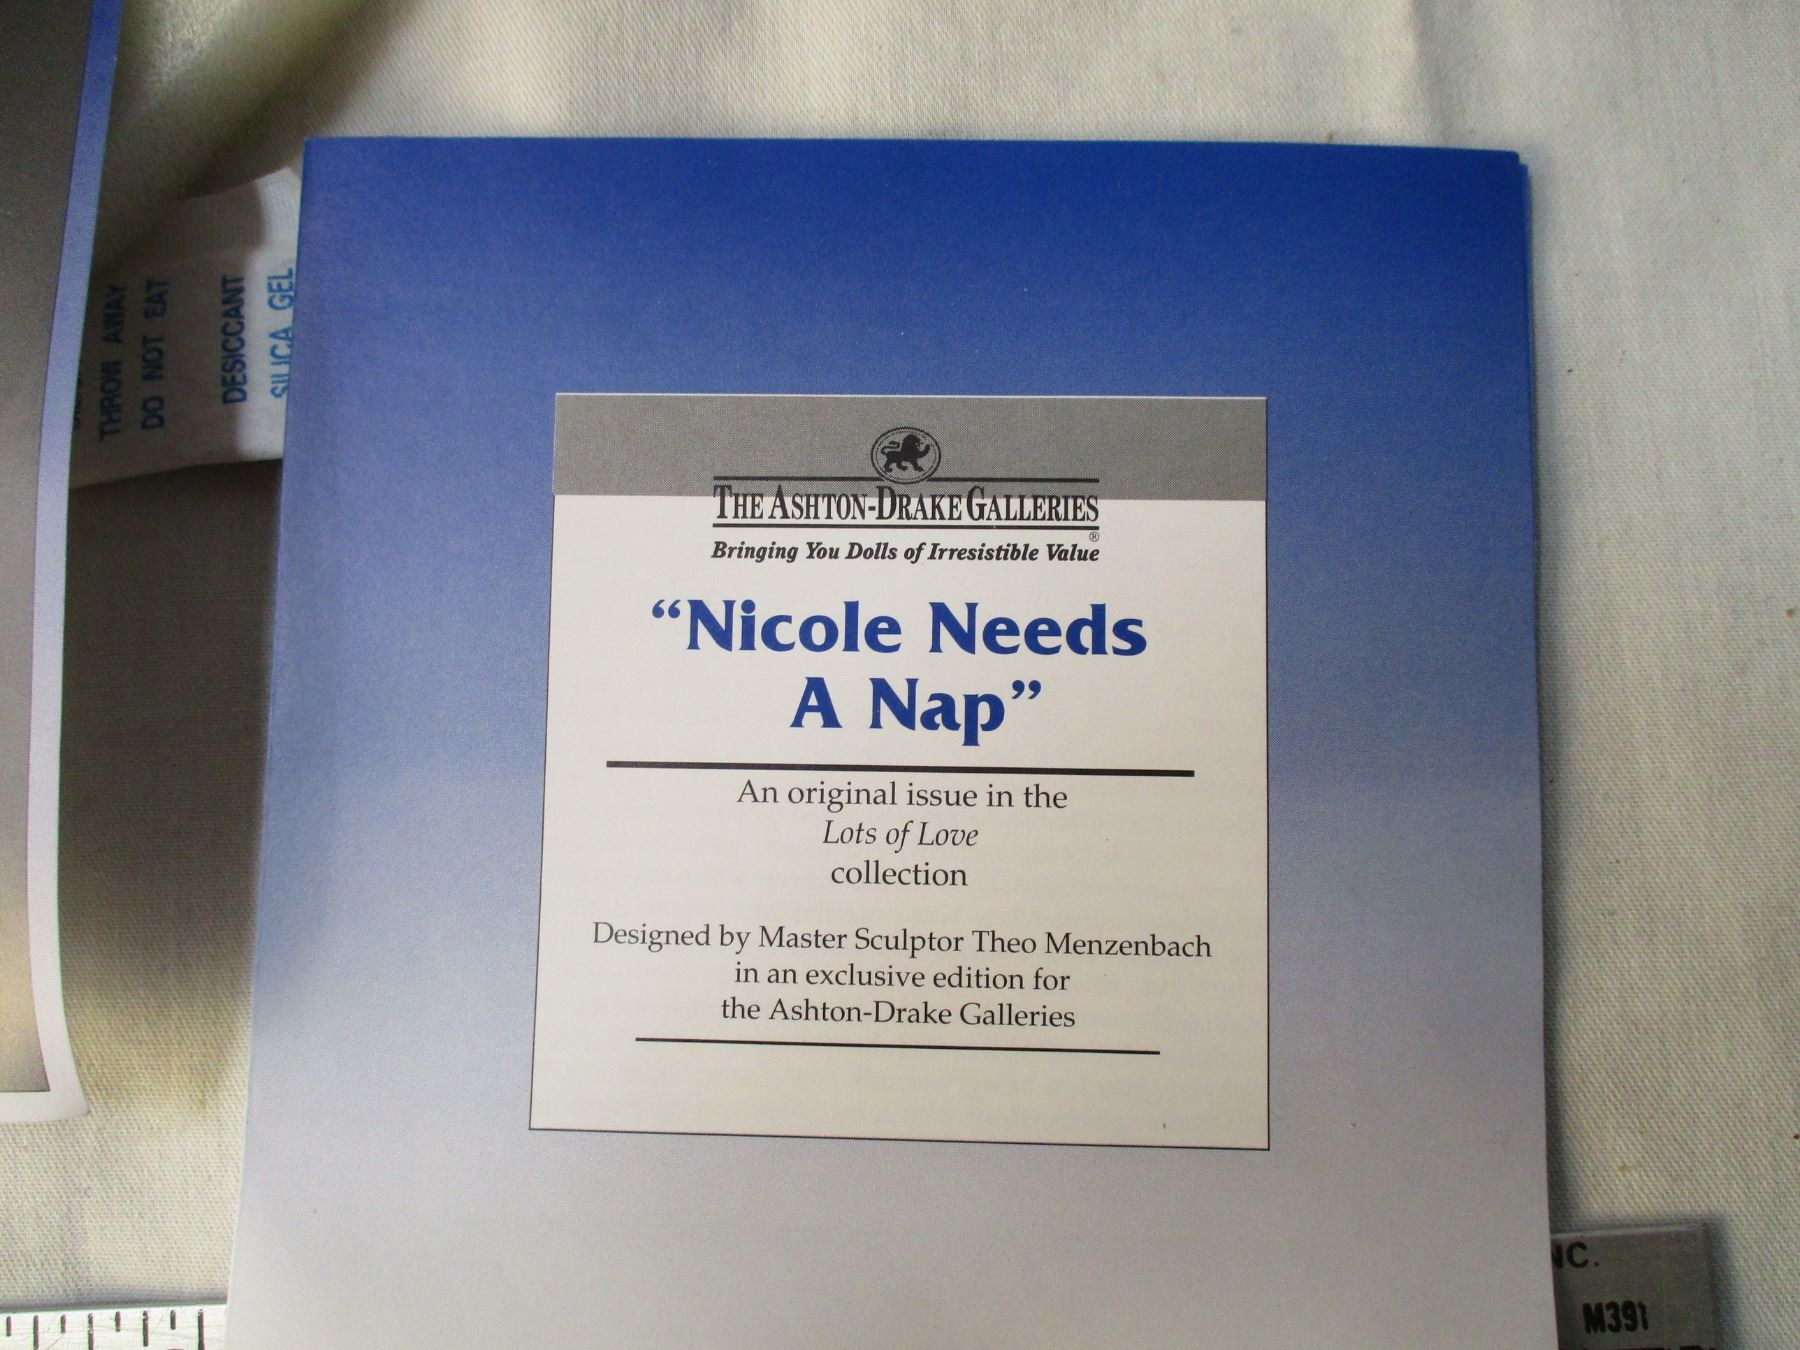 THROW AWAY
DO NOT EAT
DESICCANT
SILICA GEL
THE ASHTON-DRAKE GALLERIES
®
Bringing You Dolls of Irresistible Value
“Nicole Needs
A Nap”
An original issue in the
Lots of Love
collection
Designed by Master Sculptor Theo Menzenbach
in an exclusive edition for
the Ashton-Drake Galleries
M391